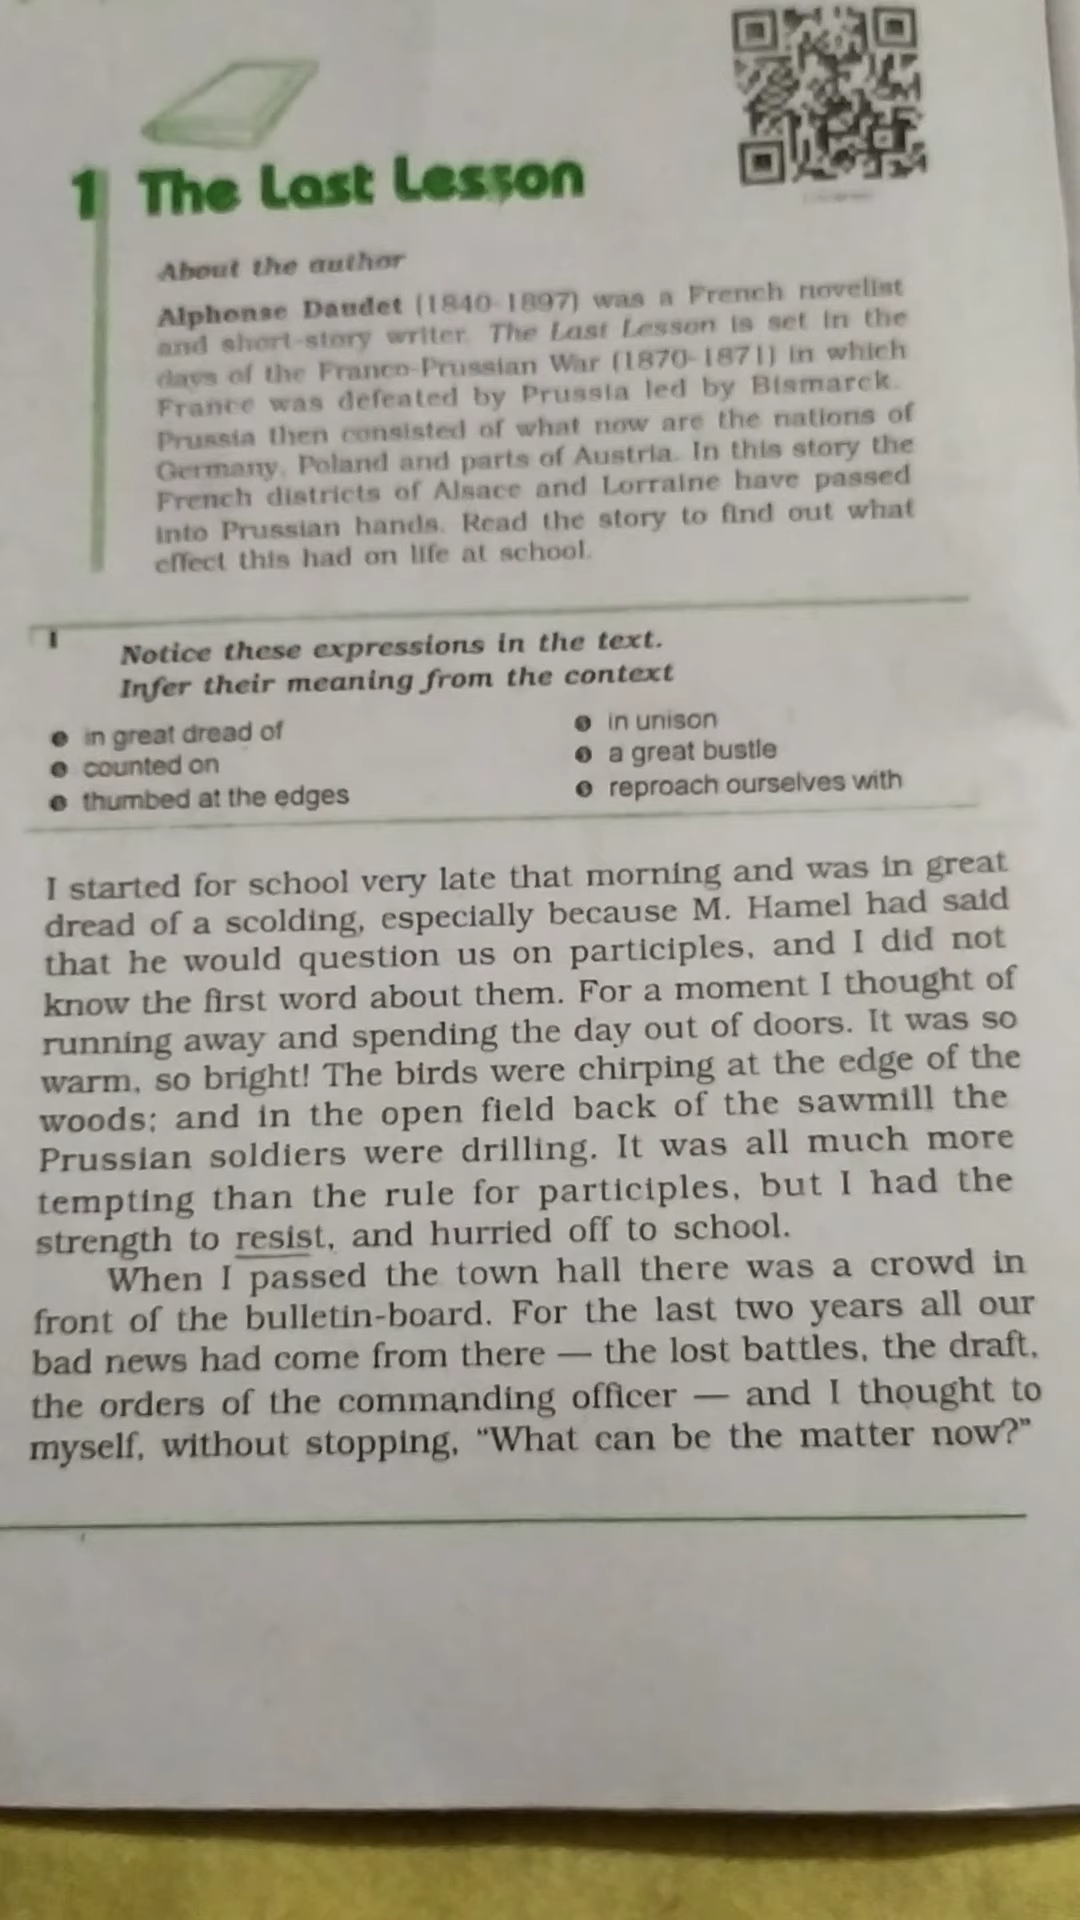 1 The Last Lesson
About the author
Alphonse Daudet (1840-1897) was a French novelist
and short-story writer. The Last Lesson is set in the
days of the Franco-Prussian War (1870-1871) in which
France was defeated by Prussia led by Bismarck.
Prussia then consisted of what now are the nations of
Germany, Poland and parts of Austria. In this story the
French districts of Alsace and Lorraine have passed
into Prussian hands. Read the story to find out what
effect this had on life at school.
Notice these expressions in the text.
Infer their meaning from the context
in great dread of
counted on
thumbed at the edges
in unison
a great bustle
reproach ourselves with
I started for school very late that morning and was in great
dread of a scolding, especially because M. Hamel had said
that he would question us on participles, and I did not
know the first word about them. For a moment I thought of
running away and spending the day out of doors. It was so
warm, so bright! The birds were chirping at the edge of the
woods; and in the open field back of the sawmill the
Prussian soldiers were drilling. It was all much more
tempting than the rule for participles, but I had the
strength to resist, and hurried off to school.
When I passed the town hall there was a crowd in
front of the bulletin-board. For the last two years all our
bad news had come from there — the lost battles, the draft,
the orders of the commanding officer — and I thought to
myself, without stopping, “What can be the matter now?”